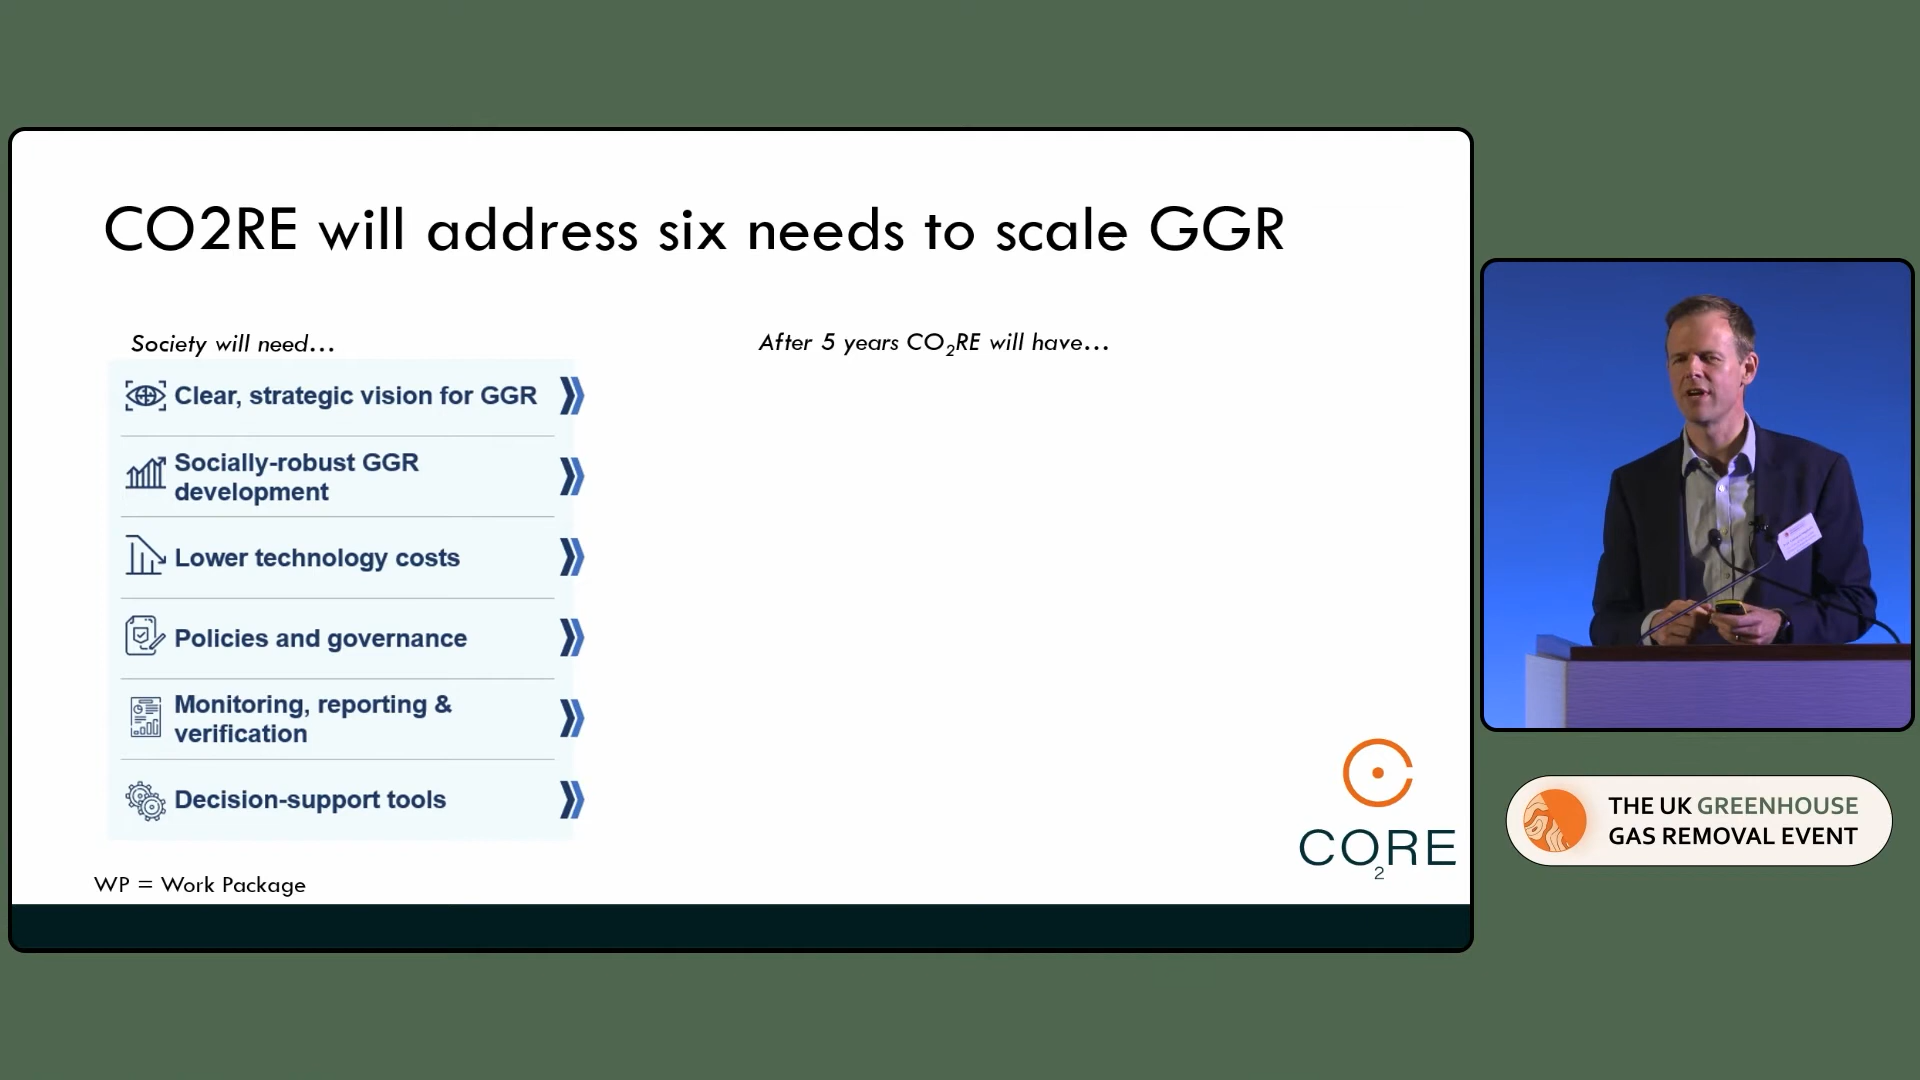 CO2RE will address six needs to scale GGR
Society will need...
After 5 years CO2RE will have...
Clear, strategic vision for GGR
Socially-robust GGR
development
Lower technology costs
Policies and governance
Monitoring, reporting &
verification
Decision-support tools
WP = Work Package
CO2RE
THE UK GREENHOUSE
GAS REMOVAL EVENT